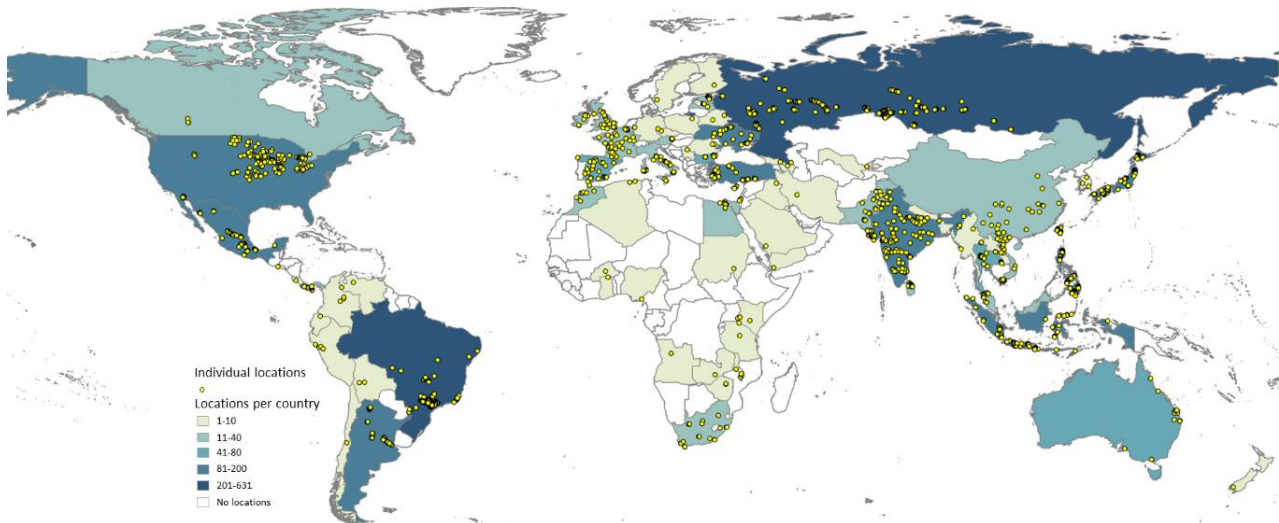 Individual locations
Locations per country
1-10
11-40
41-80
81-200
201-631
No locations